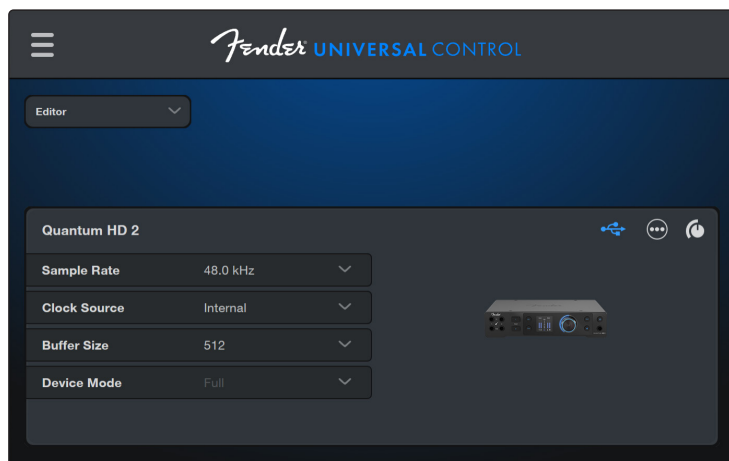 Fender UNIVERSAL CONTROL
Editor
Quantum HD 2
Sample Rate 48.0 kHz
Clock Source Internal
Buffer Size 512
Device Mode Full